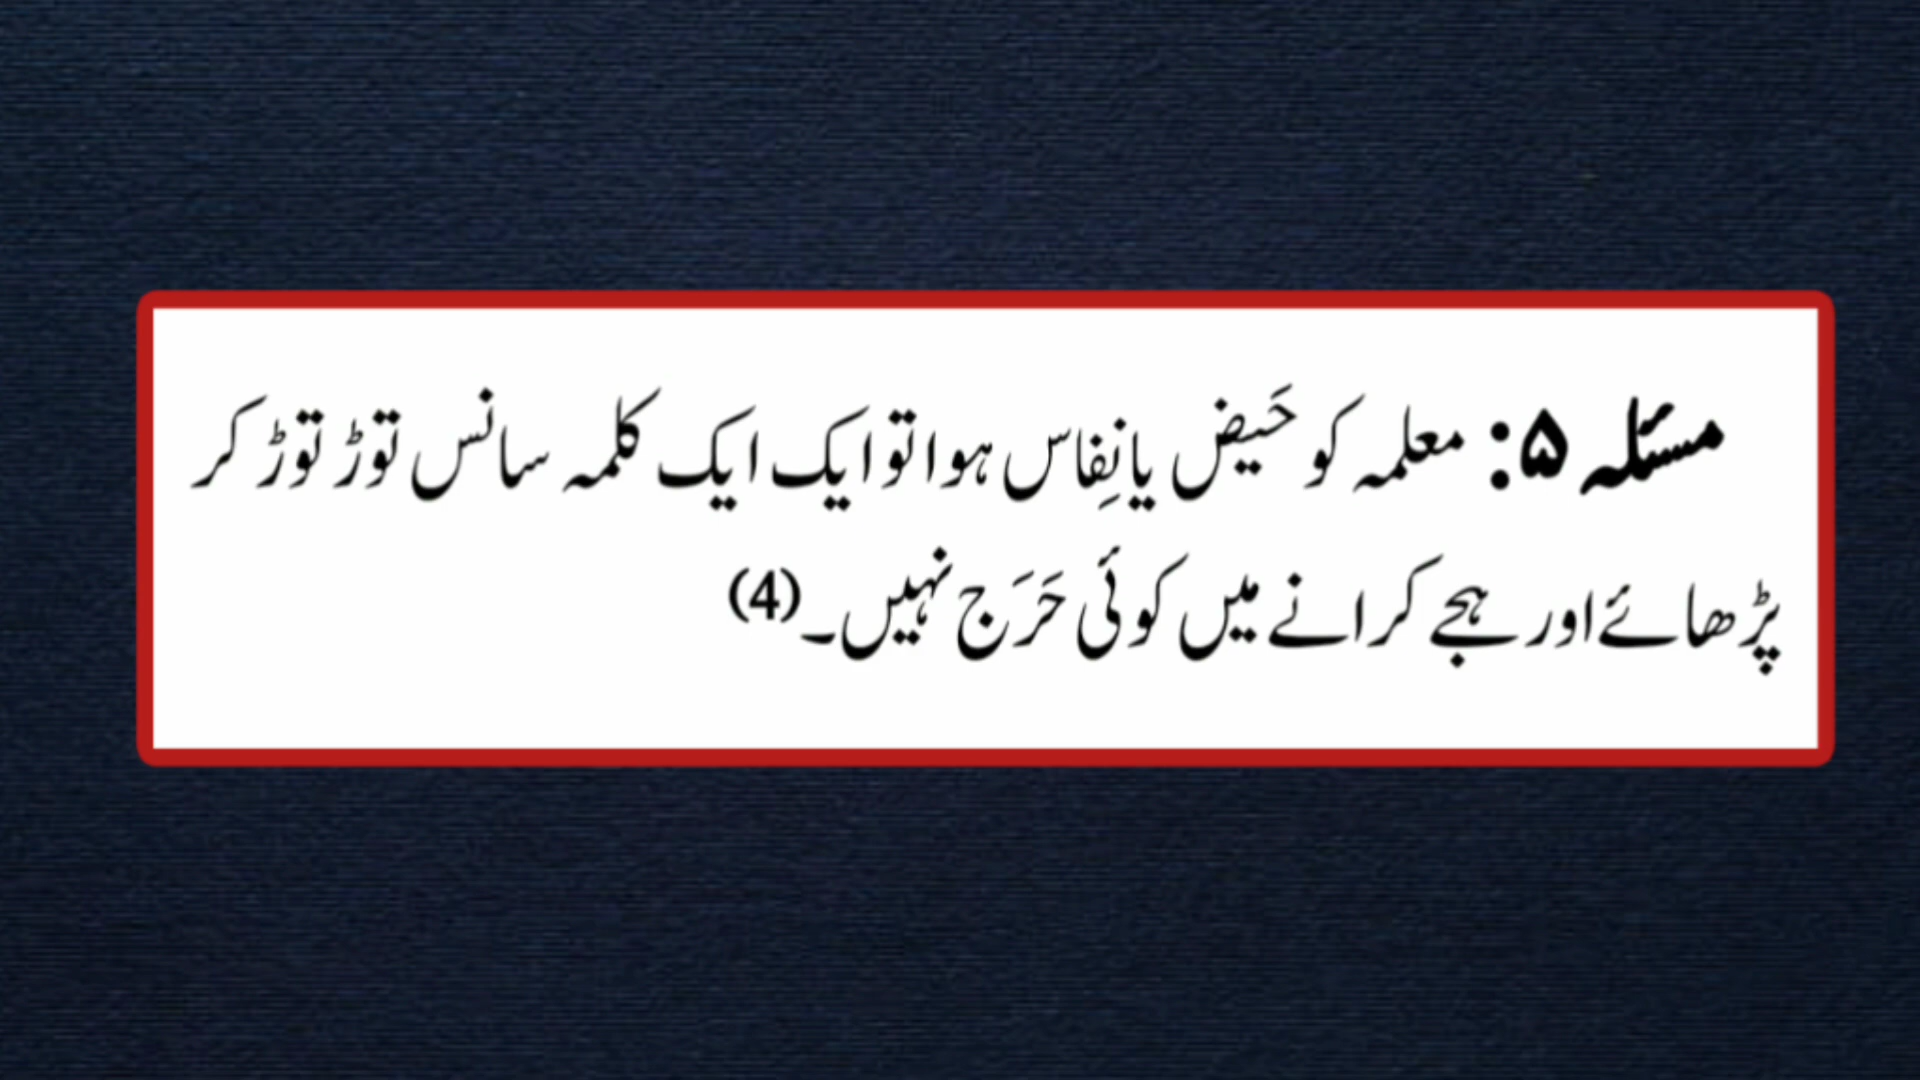 مسئلہ ۵: معلمہ کو حَیض یا نِفاس ہوا تو ایک ایک کلمہ سانس توڑ توڑ کر
پڑھائے اور ہجے کرانے میں کوئی حَرَج نہیں۔(4)